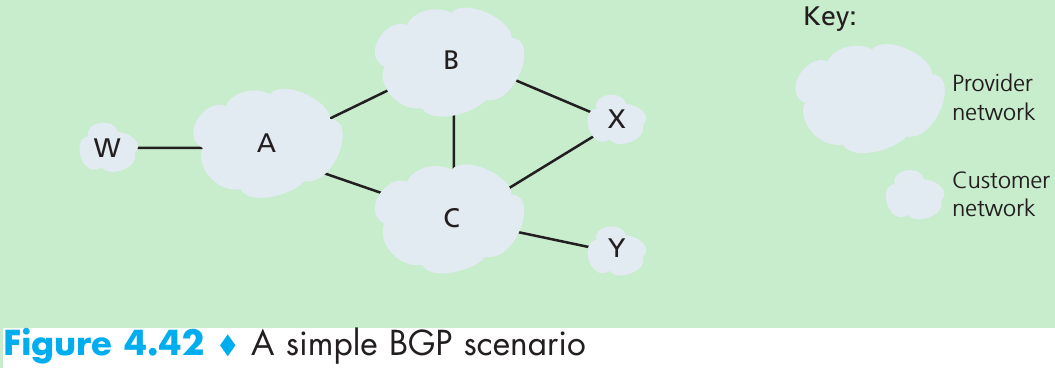 Key:
B
Provider
network
X
A
W
Customer
network
C
Y
Figure 4.42 ♦ A simple BGP scenario